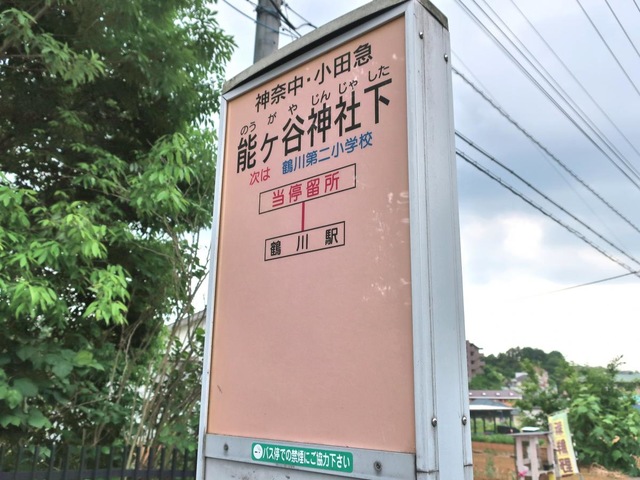 神奈中・小田急
のうがやじんじゃした
能ヶ谷神社下
次は 鶴川第二小学校
当停留所
鶴川駅
バス停での禁煙にご協力下さい